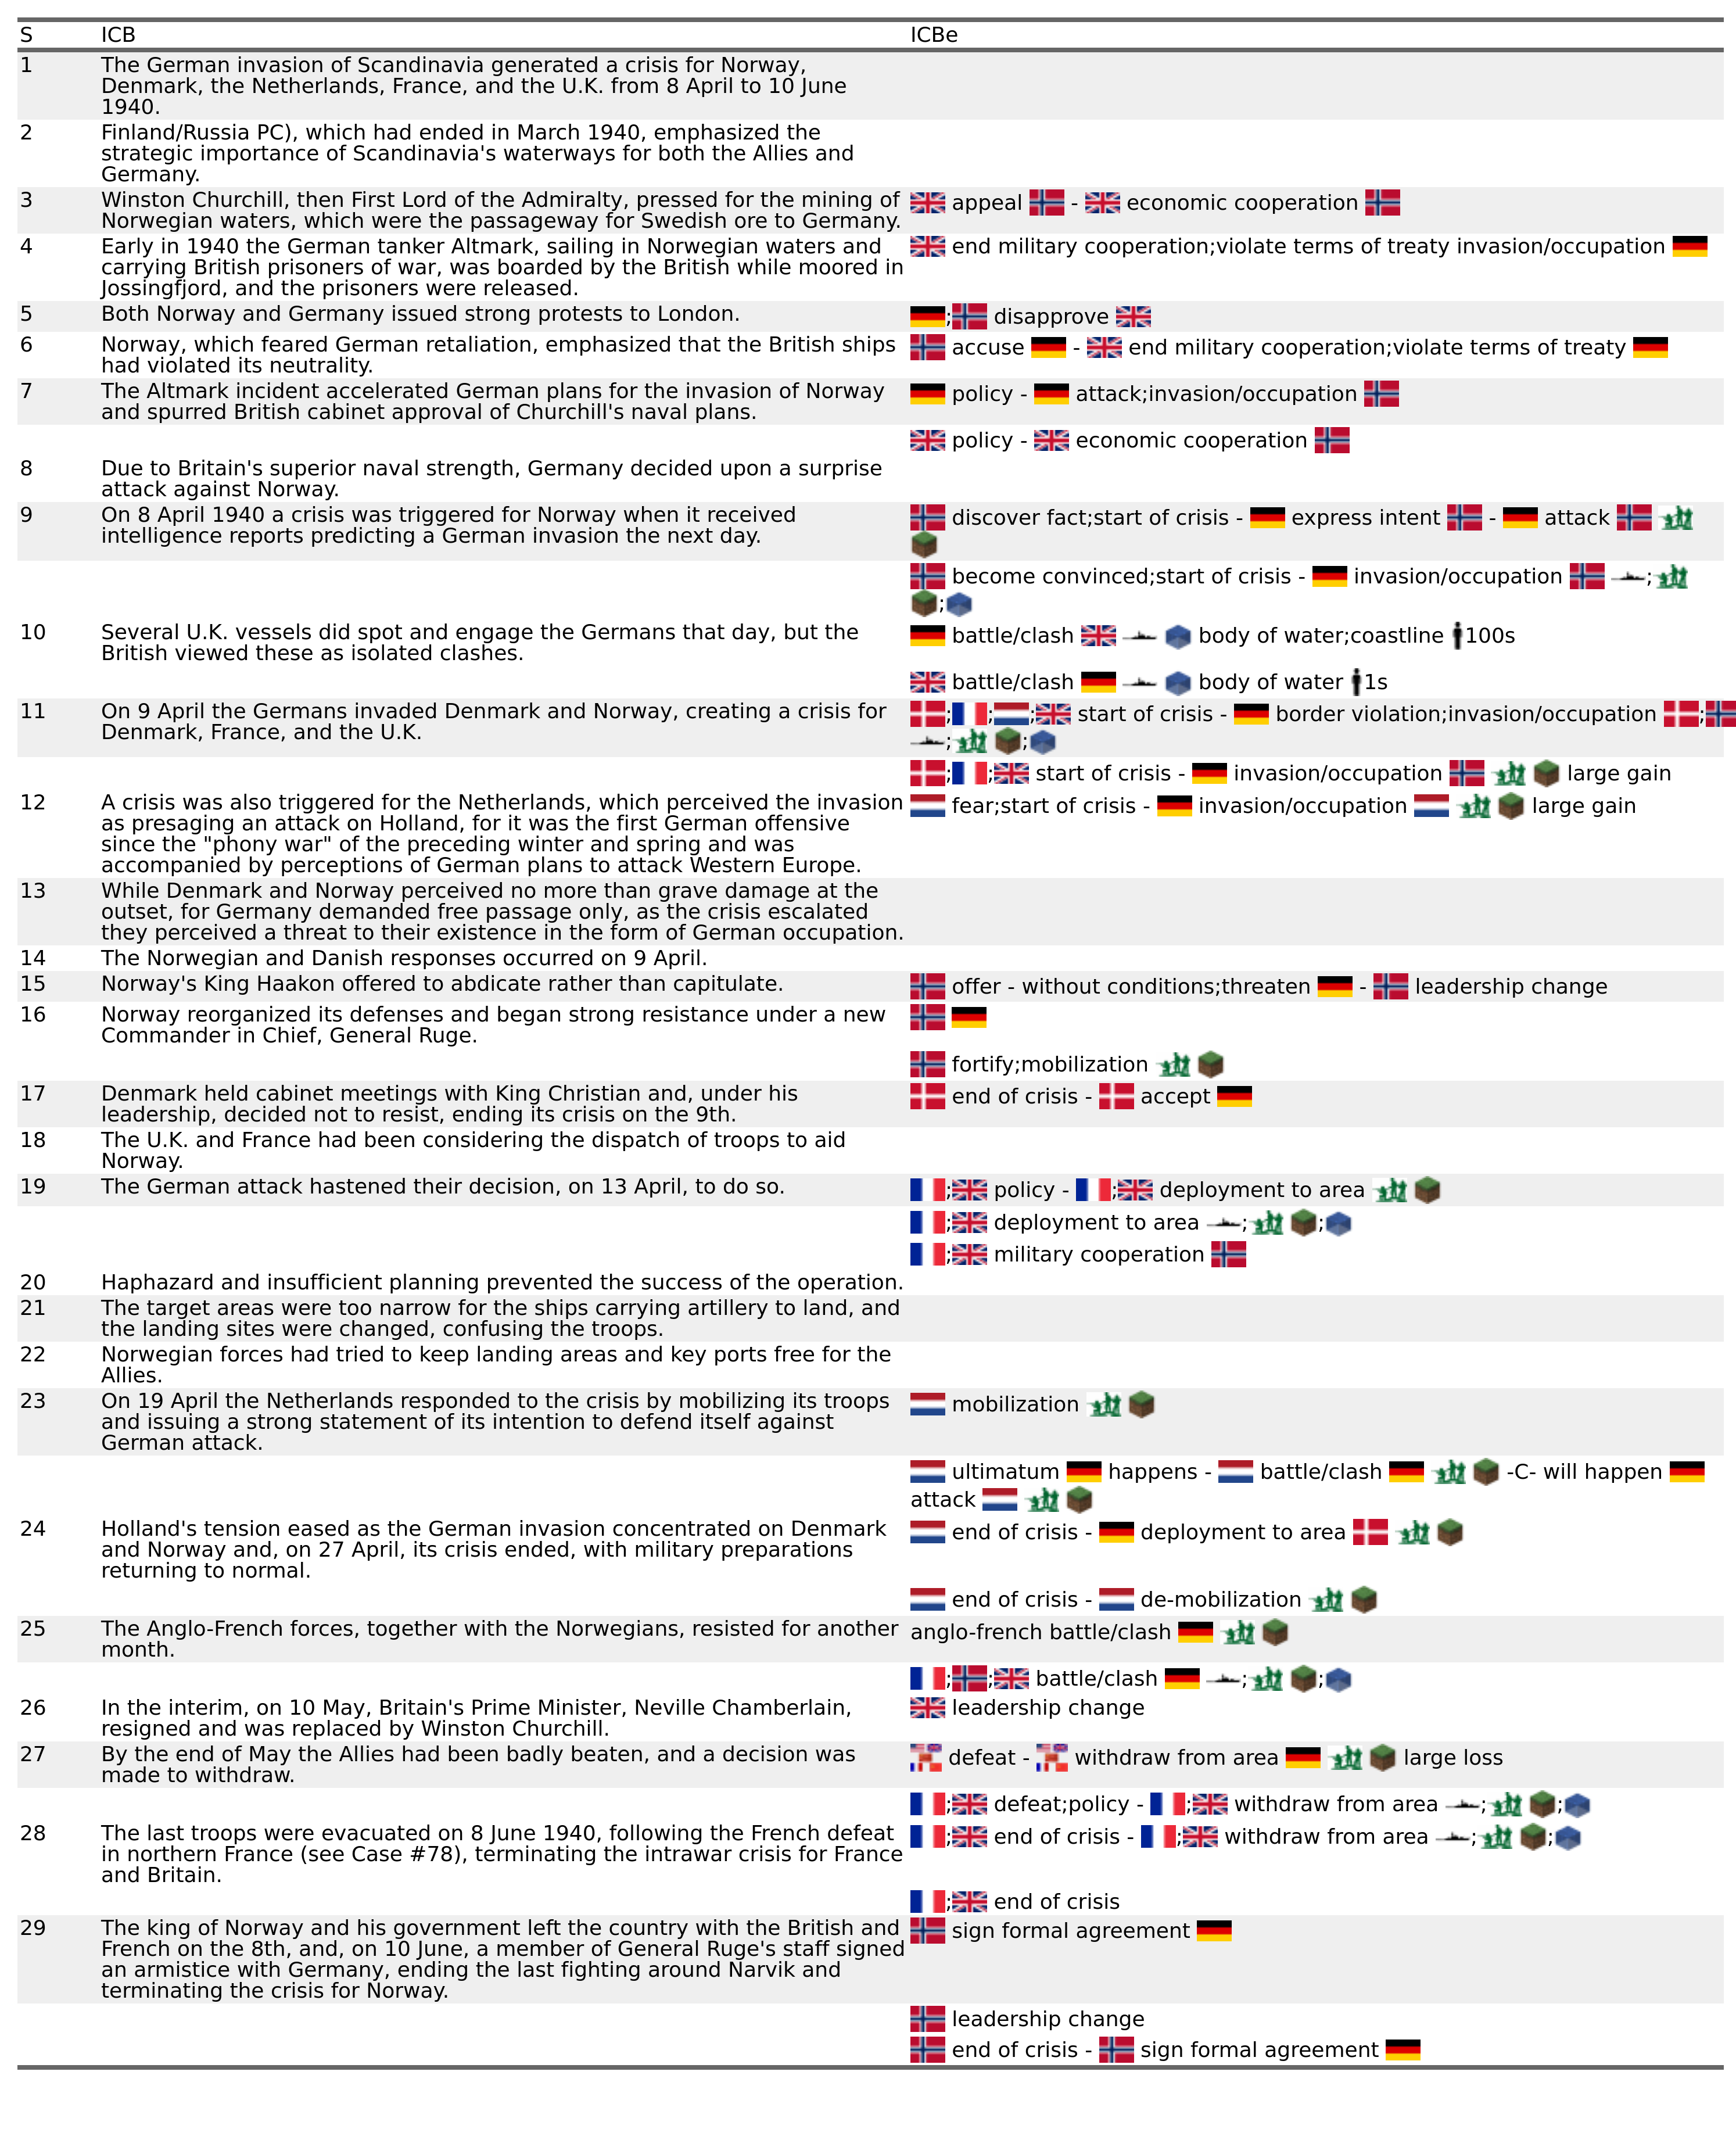 S ICB ICBe
1 The German invasion of Scandinavia generated a crisis for Norway,
Denmark, the Netherlands, France, and the U.K. from 8 April to 10 June
1940.
2 Finland/Russia PC), which had ended in March 1940, emphasized the
strategic importance of Scandinavia's waterways for both the Allies and
Germany.
3 Winston Churchill, then First Lord of the Admiralty, pressed for the mining of
Norwegian waters, which were the passageway for Swedish ore to Germany.
appeal - economic cooperation
4 Early in 1940 the German tanker Altmark, sailing in Norwegian waters and
carrying British prisoners of war, was boarded by the British while moored in
Jossingfjord, and the prisoners were released.
end military cooperation;violate terms of treaty invasion/occupation
5 Both Norway and Germany issued strong protests to London.
; disapprove
6 Norway, which feared German retaliation, emphasized that the British ships
had violated its neutrality.
accuse - end military cooperation;violate terms of treaty
7 The Altmark incident accelerated German plans for the invasion of Norway
and spurred British cabinet approval of Churchill's naval plans.
policy - attack;invasion/occupation
policy - economic cooperation
8 Due to Britain's superior naval strength, Germany decided upon a surprise
attack against Norway.
9 On 8 April 1940 a crisis was triggered for Norway when it received
intelligence reports predicting a German invasion the next day.
discover fact;start of crisis - express intent - attack
become convinced;start of crisis - invasion/occupation ;
;
10 Several U.K. vessels did spot and engage the Germans that day, but the
British viewed these as isolated clashes.
battle/clash body of water;coastline 100s
battle/clash body of water 1s
11 On 9 April the Germans invaded Denmark and Norway, creating a crisis for
Denmark, France, and the U.K.
;;; start of crisis - border violation;invasion/occupation ;
; ;
;; start of crisis - invasion/occupation large gain
12 A crisis was also triggered for the Netherlands, which perceived the invasion
as presaging an attack on Holland, for it was the first German offensive
since the "phony war" of the preceding winter and spring and was
accompanied by perceptions of German plans to attack Western Europe.
fear;start of crisis - invasion/occupation large gain
13 While Denmark and Norway perceived no more than grave damage at the
outset, for Germany demanded free passage only, as the crisis escalated
they perceived a threat to their existence in the form of German occupation.
14 The Norwegian and Danish responses occurred on 9 April.
15 Norway's King Haakon offered to abdicate rather than capitulate.
offer - without conditions;threaten - leadership change
16 Norway reorganized its defenses and began strong resistance under a new
Commander in Chief, General Ruge.
fortify;mobilization
17 Denmark held cabinet meetings with King Christian and, under his
leadership, decided not to resist, ending its crisis on the 9th.
end of crisis - accept
18 The U.K. and France had been considering the dispatch of troops to aid
Norway.
19 The German attack hastened their decision, on 13 April, to do so.
; policy - ; deployment to area
; deployment to area ; ;
; military cooperation
20 Haphazard and insufficient planning prevented the success of the operation.
21 The target areas were too narrow for the ships carrying artillery to land, and
the landing sites were changed, confusing the troops.
22 Norwegian forces had tried to keep landing areas and key ports free for the
Allies.
23 On 19 April the Netherlands responded to the crisis by mobilizing its troops
and issuing a strong statement of its intention to defend itself against
German attack.
mobilization
ultimatum happens - battle/clash -C- will happen
attack
24 Holland's tension eased as the German invasion concentrated on Denmark
and Norway and, on 27 April, its crisis ended, with military preparations
returning to normal.
end of crisis - deployment to area
end of crisis - de-mobilization
25 The Anglo-French forces, together with the Norwegians, resisted for another
month.
anglo-french battle/clash
;; battle/clash ; ;
26 In the interim, on 10 May, Britain's Prime Minister, Neville Chamberlain,
resigned and was replaced by Winston Churchill.
leadership change
27 By the end of May the Allies had been badly beaten, and a decision was
made to withdraw.
defeat - withdraw from area large loss
; defeat;policy - ; withdraw from area ; ;
28 The last troops were evacuated on 8 June 1940, following the French defeat
in northern France (see Case #78), terminating the intrawar crisis for France
and Britain.
; end of crisis - ; withdraw from area ; ;
; end of crisis
29 The king of Norway and his government left the country with the British and
French on the 8th, and, on 10 June, a member of General Ruge's staff signed
an armistice with Germany, ending the last fighting around Narvik and
terminating the crisis for Norway.
sign formal agreement
leadership change
end of crisis - sign formal agreement